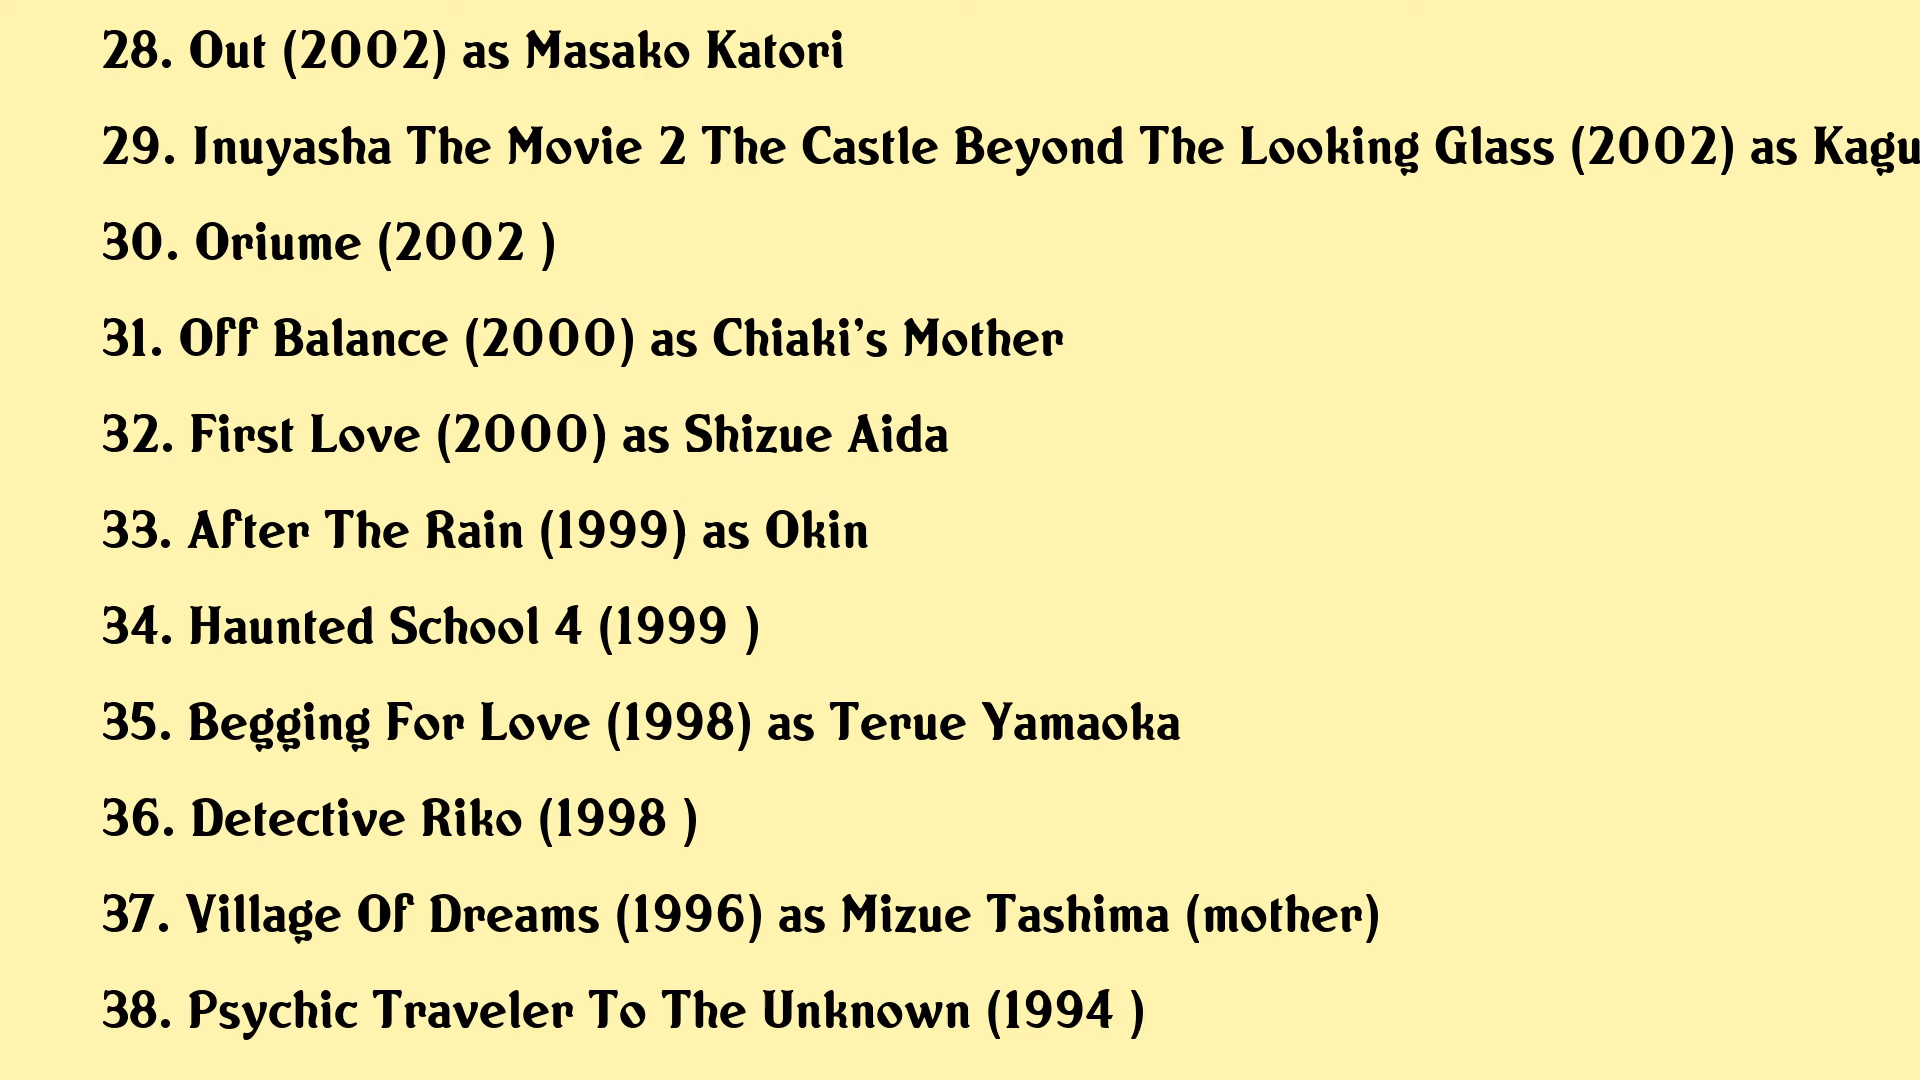 28. Out (2002) as Masako Katori
29. Inuyasha The Movie 2 The Castle Beyond The Looking Glass (2002) as Kagu
30. Oriume (2002 )
31. Off Balance (2000) as Chiaki's Mother
32. First Love (2000) as Shizue Aida
33. After The Rain (1999) as Okin
34. Haunted School 4 (1999 )
35. Begging For Love (1998) as Terue Yamaoka
36. Detective Riko (1998 )
37. Village Of Dreams (1996) as Mizue Tashima (mother)
38. Psychic Traveler To The Unknown (1994 )